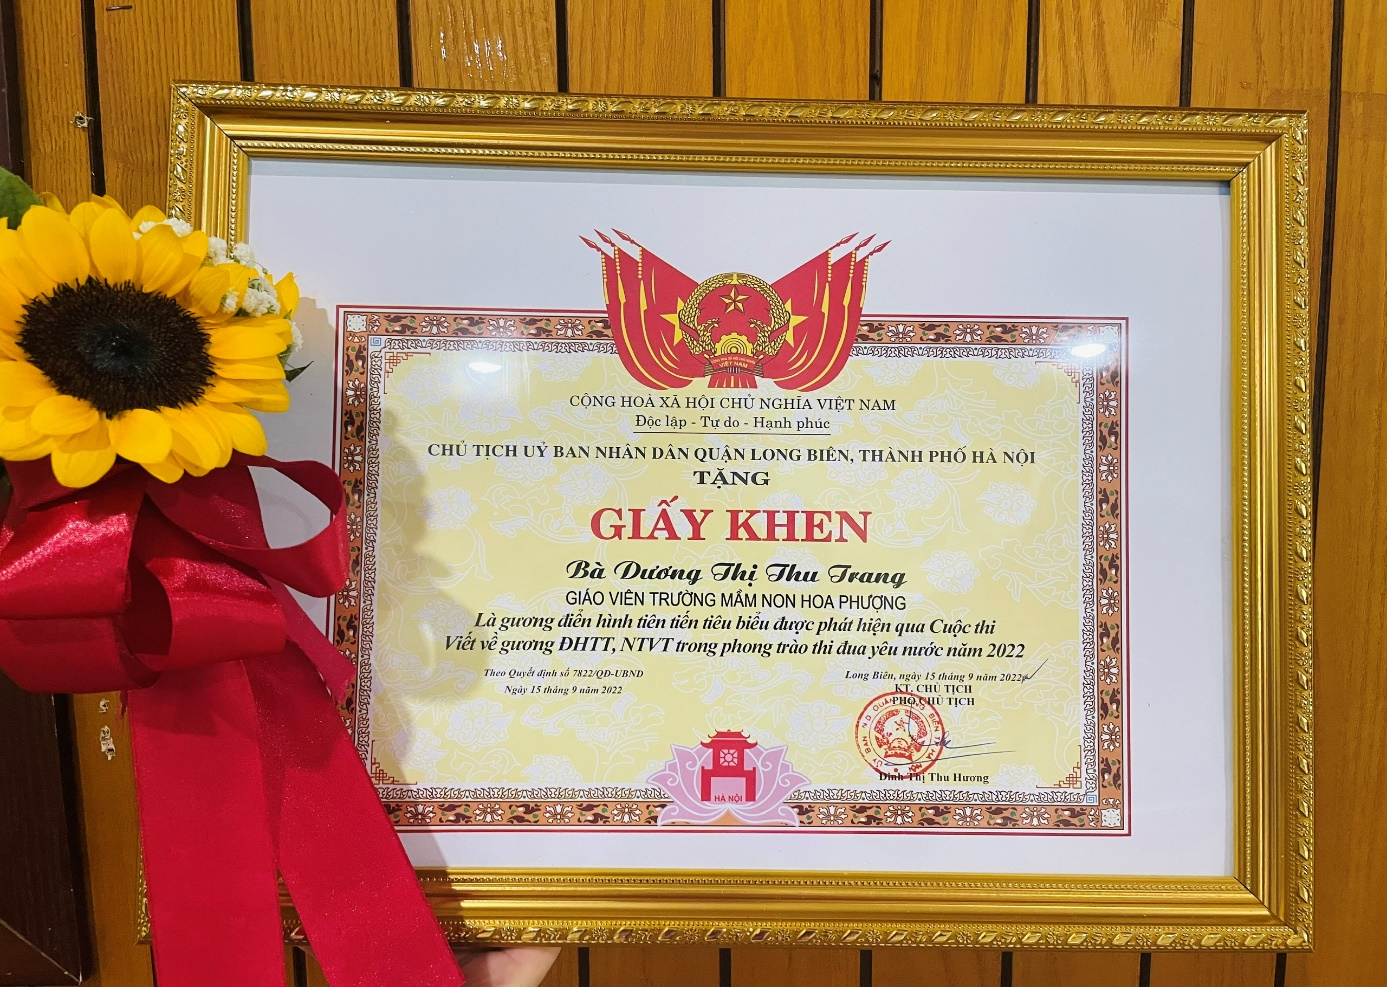 VIỆT NAM
CỘNG HOÀ XÃ HỘI CHỦ NGHĨA VIỆT NAM
Độc lập - Tự do - Hạnh phúc
CHỦ TỊCH UỶ BAN NHÂN DÂN QUẬN LONG BIÊN, THÀNH PHỐ HÀ NỘI
TẶNG
GIẤY KHEN
Bà Dương Thị Thu Trang
GIÁO VIÊN TRƯỜNG MẦM NON HOA PHƯỢNG
Là gương điển hình tiên tiến tiêu biểu được phát hiện qua Cuộc thi
Viết về gương ĐHTT, NTVT trong phong trào thi đua yêu nước năm 2022
Theo Quyết định số 7822/QĐ-UBND
Ngày 15 tháng 9 năm 2022
Long Biên, ngày 15 tháng 9 năm 2022
KT. CHỦ TỊCH
PHÓ CHỦ TỊCH
Đinh Thị Thu Hương
HÀ NỘI